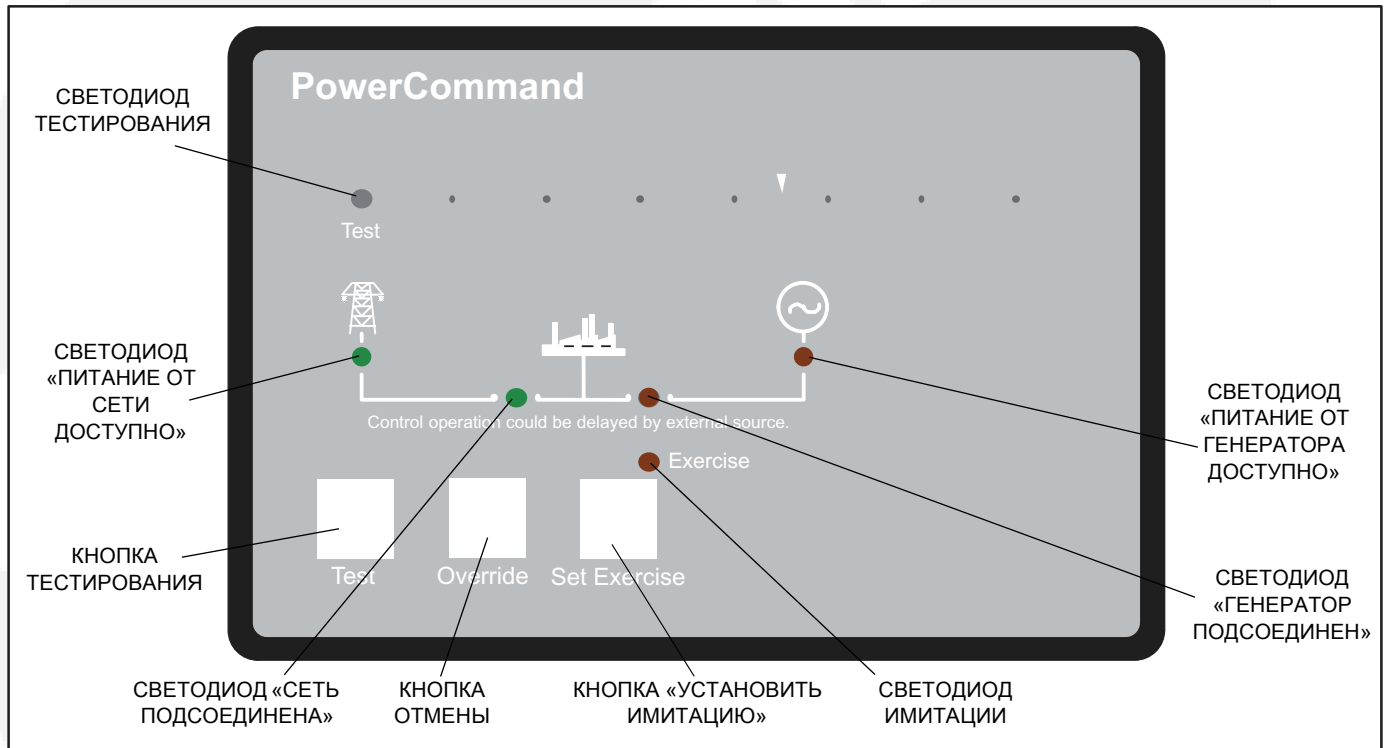 PowerCommand
СВЕТОДИОД
ТЕСТИРОВАНИЯ
Test
СВЕТОДИОД
«ПИТАНИЕ ОТ
СЕТИ
ДОСТУПНО»
Control operation could be delayed by external source.
СВЕТОДИОД
«ПИТАНИЕ ОТ
ГЕНЕРАТОРА
ДОСТУПНО»
Exercise
КНОПКА
ТЕСТИРОВАНИЯ
Test Override Set Exercise
СВЕТОДИОД
«ГЕНЕРАТОР
ПОДСОЕДИНЕН»
СВЕТОДИОД «СЕТЬ
ПОДСОЕДИНЕНА»
КНОПКА
ОТМЕНЫ
КНОПКА «УСТАНОВИТЬ
ИМИТАЦИЮ»
СВЕТОДИОД
ИМИТАЦИИ